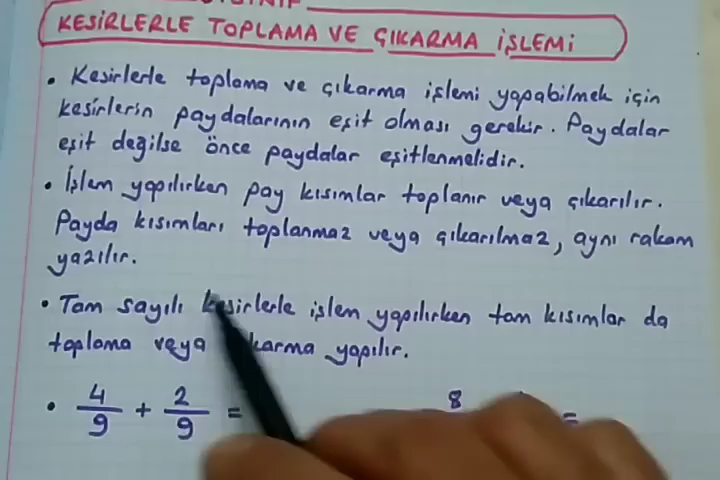 KESİRLERLE TOPLAMA VE ÇIKARMA İŞLEMİ
• Kesirlerle toplama ve çıkarma işlemi yapabilmek için
kesirlerin paydalarının eşit olması gerekir. Paydalar
eşit değilse önce paydalar eşitlenmelidir.
• İşlem yapılırken pay kısımlar toplanır veya çıkarılır.
Payda kısımları toplanmaz veya çıkarılmaz, aynı rakam
yazılır.
• Tam sayılı kesirlerle işlem yapılırken tam kısımlar da
toplama veya yapılır.
• 4/9 + 2/9 = 8 =